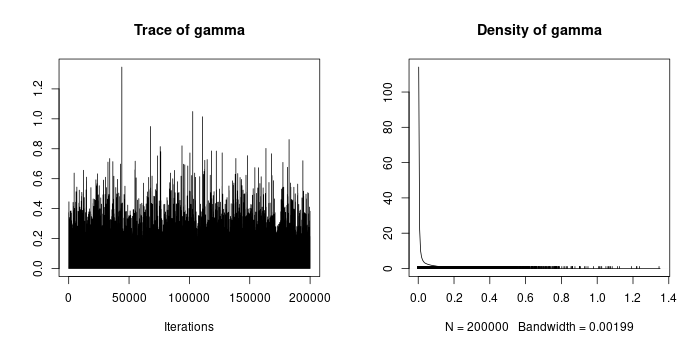 Trace of gamma
0.0 0.2 0.4 0.6 0.8 1.0 1.2
0 50000 100000 150000 200000
Iterations
Density of gamma
0 20 40 60 80 100
0.0 0.2 0.4 0.6 0.8 1.0 1.2 1.4
N = 200000 Bandwidth = 0.00199